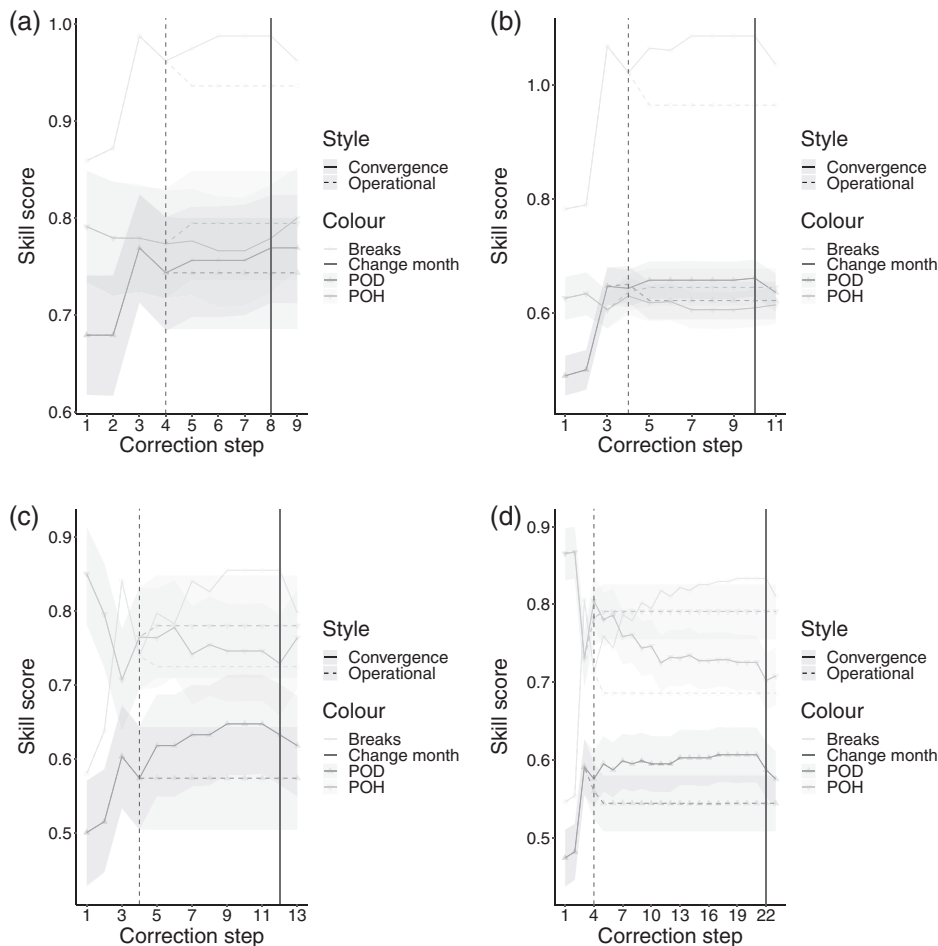 (a)
Skill score
1.0
0.9
0.8
0.7
0.6
1 2 3 4 5 6 7 8 9
Correction step
Style
Convergence
Operational
Colour
Breaks
Change month
POD
POH
(b)
Skill score
1.0
0.8
0.6
1 3 5 7 9 11
Correction step
Style
Convergence
Operational
Colour
Breaks
Change month
POD
POH
(c)
Skill score
0.9
0.8
0.7
0.6
0.5
1 3 5 7 9 11 13
Correction step
Style
Convergence
Operational
Colour
Breaks
Change month
POD
POH
(d)
Skill score
0.9
0.8
0.7
0.6
0.5
1 4 7 10 13 16 19 22
Correction step
Style
Convergence
Operational
Colour
Breaks
Change month
POD
POH